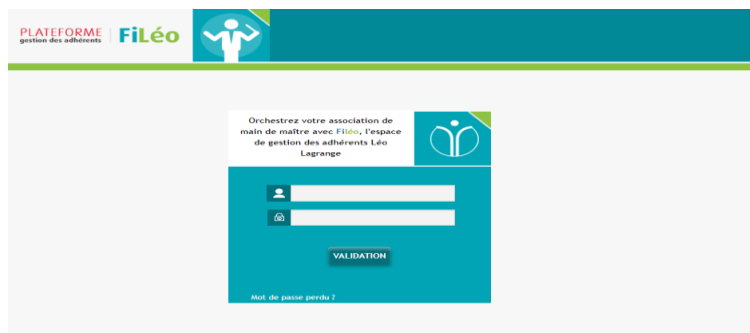 PLATEFORME
gestion des adhérents
FiLéo
Orchestrez votre association de
main de maître avec Filéo, l'espace
de gestion des adhérents Léo
Lagrange
VALIDATION
Mot de passe perdu ?